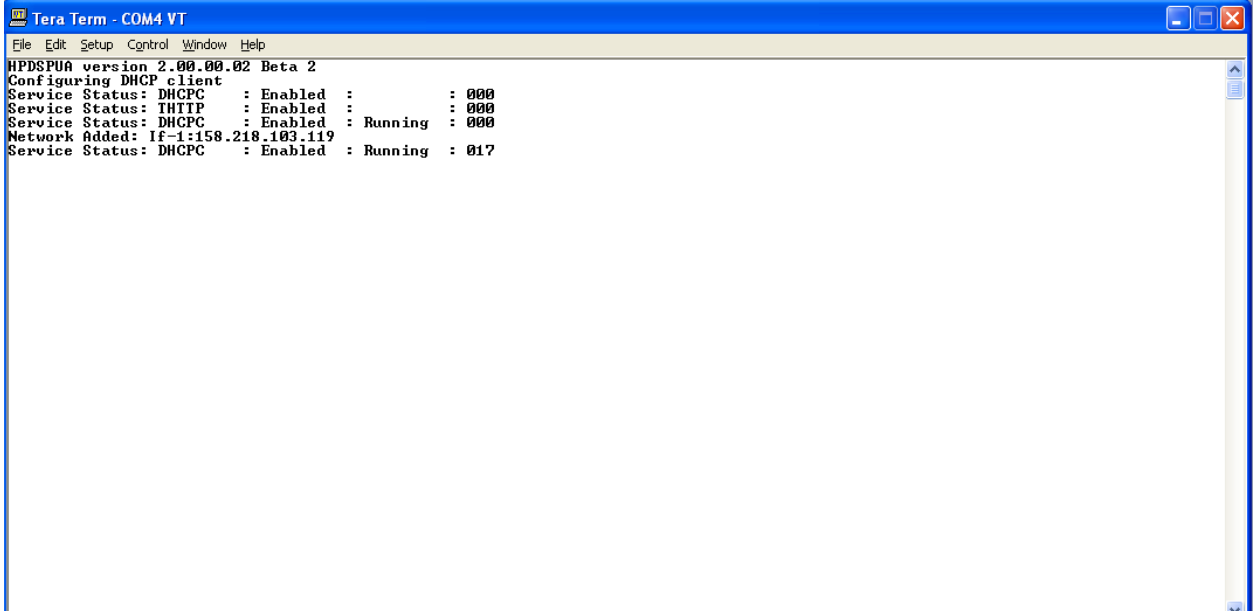 Tera Term - COM4 VT
File Edit Setup Control Window Help
HPDSPUA version 2.00.00.02 Beta 2
Configuring DHCP client
Service Status: DHCPC    : Enabled  :          : 000
Service Status: THTTP    : Enabled  :          : 000
Service Status: DHCPC    : Enabled  : Running  : 000
Network Added: If-1:158.218.103.119
Service Status: DHCPC    : Enabled  : Running  : 017